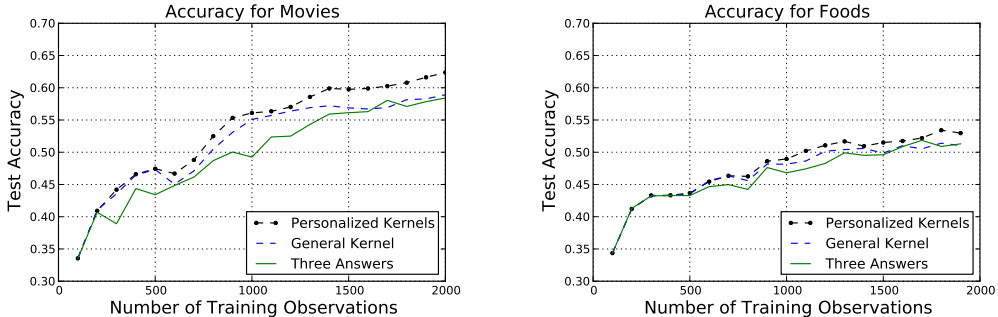 Accuracy for Movies
0.70
0.65
0.60
0.55
0.50
0.45
0.40
0.35
0.30
Test Accuracy
Personalized Kernels
General Kernel
Three Answers
0 500 1000 1500 2000
Number of Training Observations
Accuracy for Foods
0.70
0.65
0.60
0.55
0.50
0.45
0.40
0.35
0.30
Test Accuracy
Personalized Kernels
General Kernel
Three Answers
0 500 1000 1500 2000
Number of Training Observations